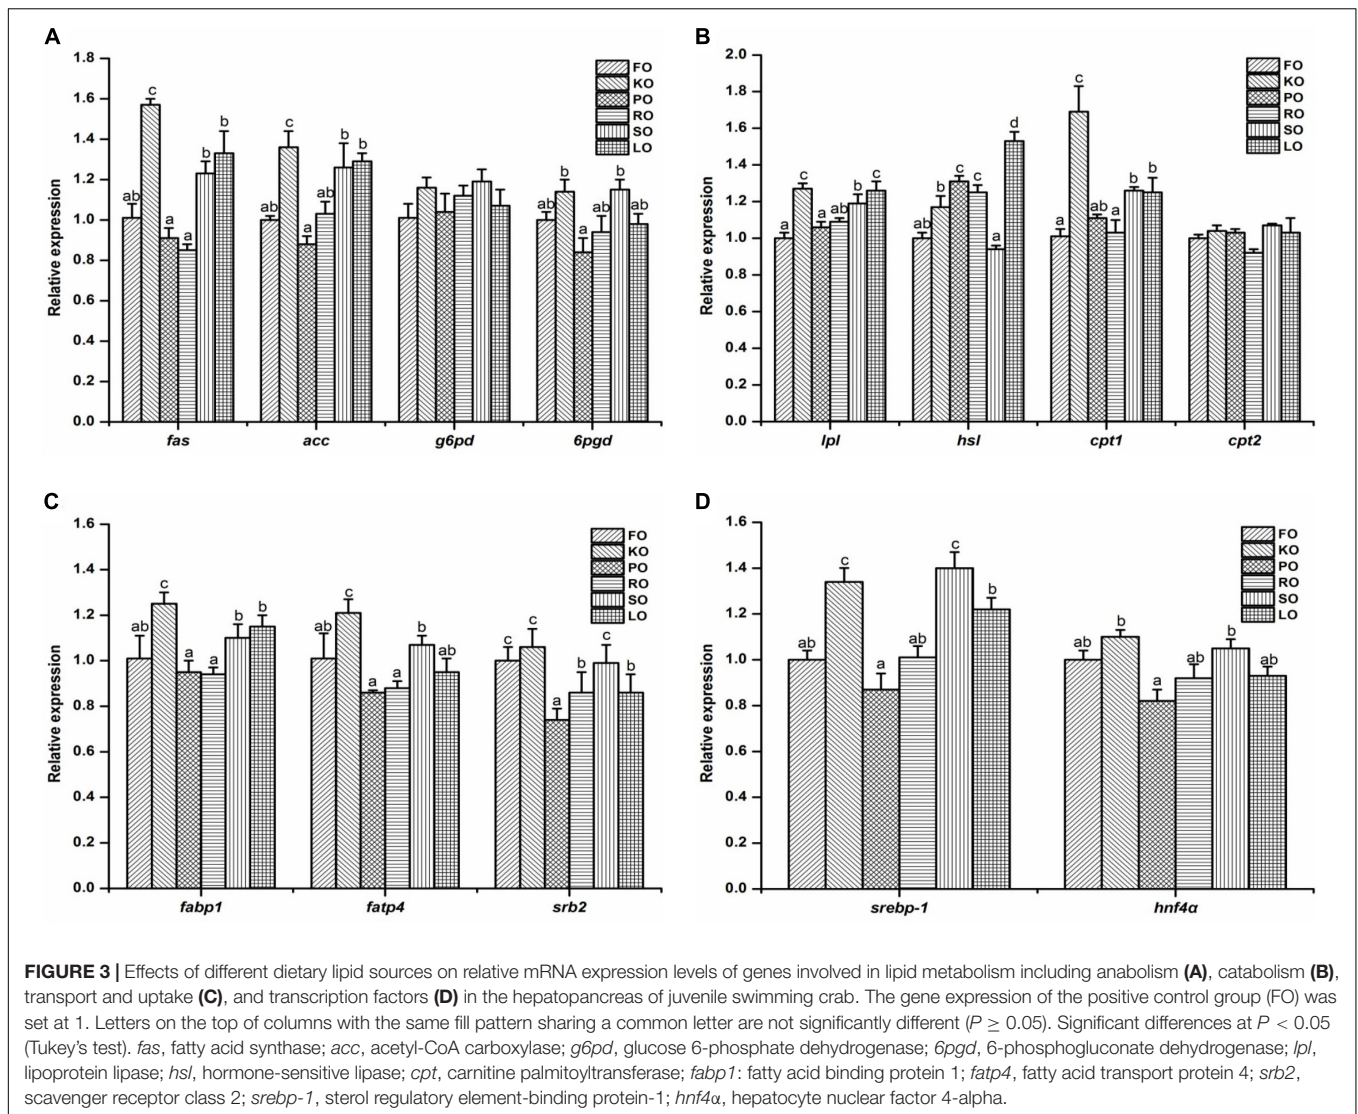 A
1.8
1.6
1.4
1.2
1.0
0.8
0.6
0.4
0.2
0.0
Relative expression
FO
KO
PO
RO
SO
LO
ab c a a b b
a c a ab b b
ab b a ab b ab
fas acc g6pd 6pgd
B
2.0
1.8
1.6
1.4
1.2
1.0
0.8
0.6
0.4
0.2
0.0
Relative expression
FO
KO
PO
RO
SO
LO
a c a ab b c
ab b c c a d
a c ab a b b
lpl hsl cpt1 cpt2
C
1.6
1.4
1.2
1.0
0.8
0.6
0.4
0.2
0.0
Relative expression
FO
KO
PO
RO
SO
LO
ab c a a b b
ab c a a b ab
c c a b c b
fabp1 fatp4 srb2
D
1.6
1.4
1.2
1.0
0.8
0.6
0.4
0.2
0.0
Relative expression
FO
KO
PO
RO
SO
LO
ab c a ab c b
ab b a ab b ab
srebp-1 hnf4α
FIGURE 3 | Effects of different dietary lipid sources on relative mRNA expression levels of genes involved in lipid metabolism including anabolism (A), catabolism (B),
transport and uptake (C), and transcription factors (D) in the hepatopancreas of juvenile swimming crab. The gene expression of the positive control group (FO) was
set at 1. Letters on the top of columns with the same fill pattern sharing a common letter are not significantly different (P ≥ 0.05). Significant differences at P < 0.05
(Tukey's test). fas, fatty acid synthase; acc, acetyl-CoA carboxylase; g6pd, glucose 6-phosphate dehydrogenase; 6pgd, 6-phosphogluconate dehydrogenase; lpl,
lipoprotein lipase; hsl, hormone-sensitive lipase; cpt, carnitine palmitoyltransferase; fabp1: fatty acid binding protein 1; fatp4, fatty acid transport protein 4; srb2,
scavenger receptor class 2; srebp-1, sterol regulatory element-binding protein-1; hnf4α, hepatocyte nuclear factor 4-alpha.